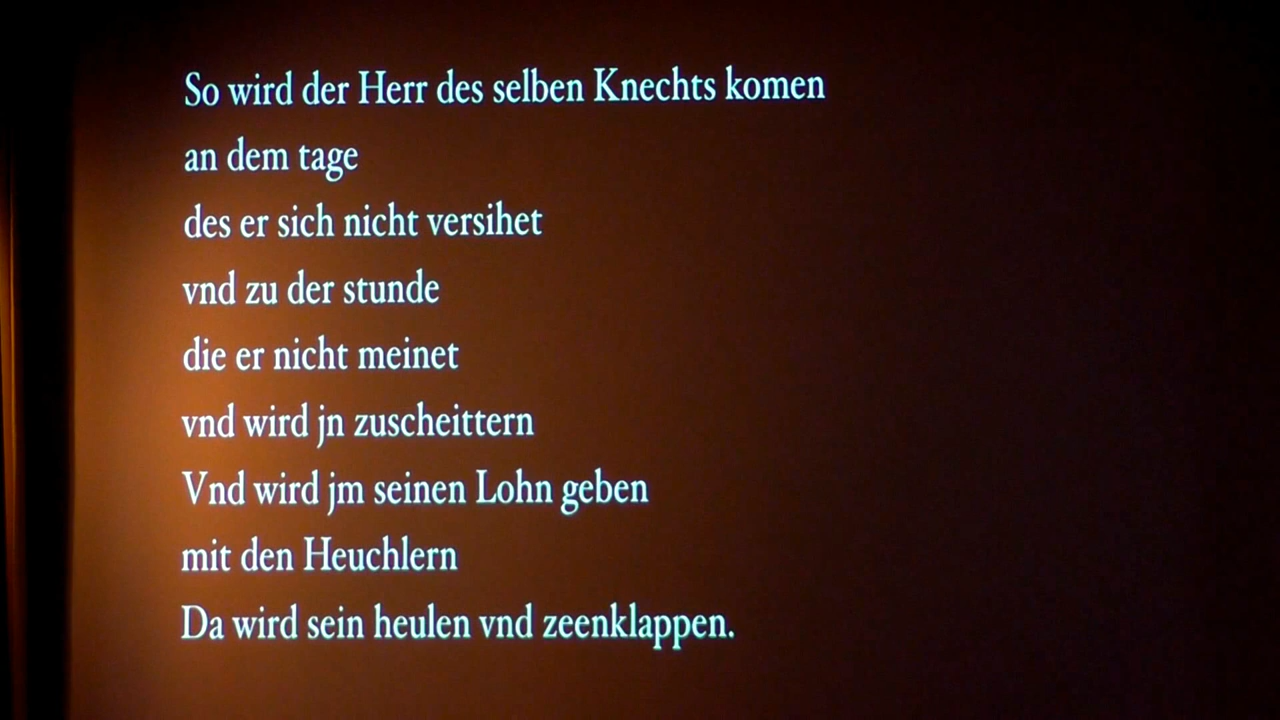 So wird der Herr des selben Knechts komen
an dem tage
des er sich nicht versihet
vnd zu der stunde
die er nicht meinet
vnd wird jn zuscheittern
Vnd wird jm seinen Lohn geben
mit den Heuchlern
Da wird sein heulen vnd zeenklappen.